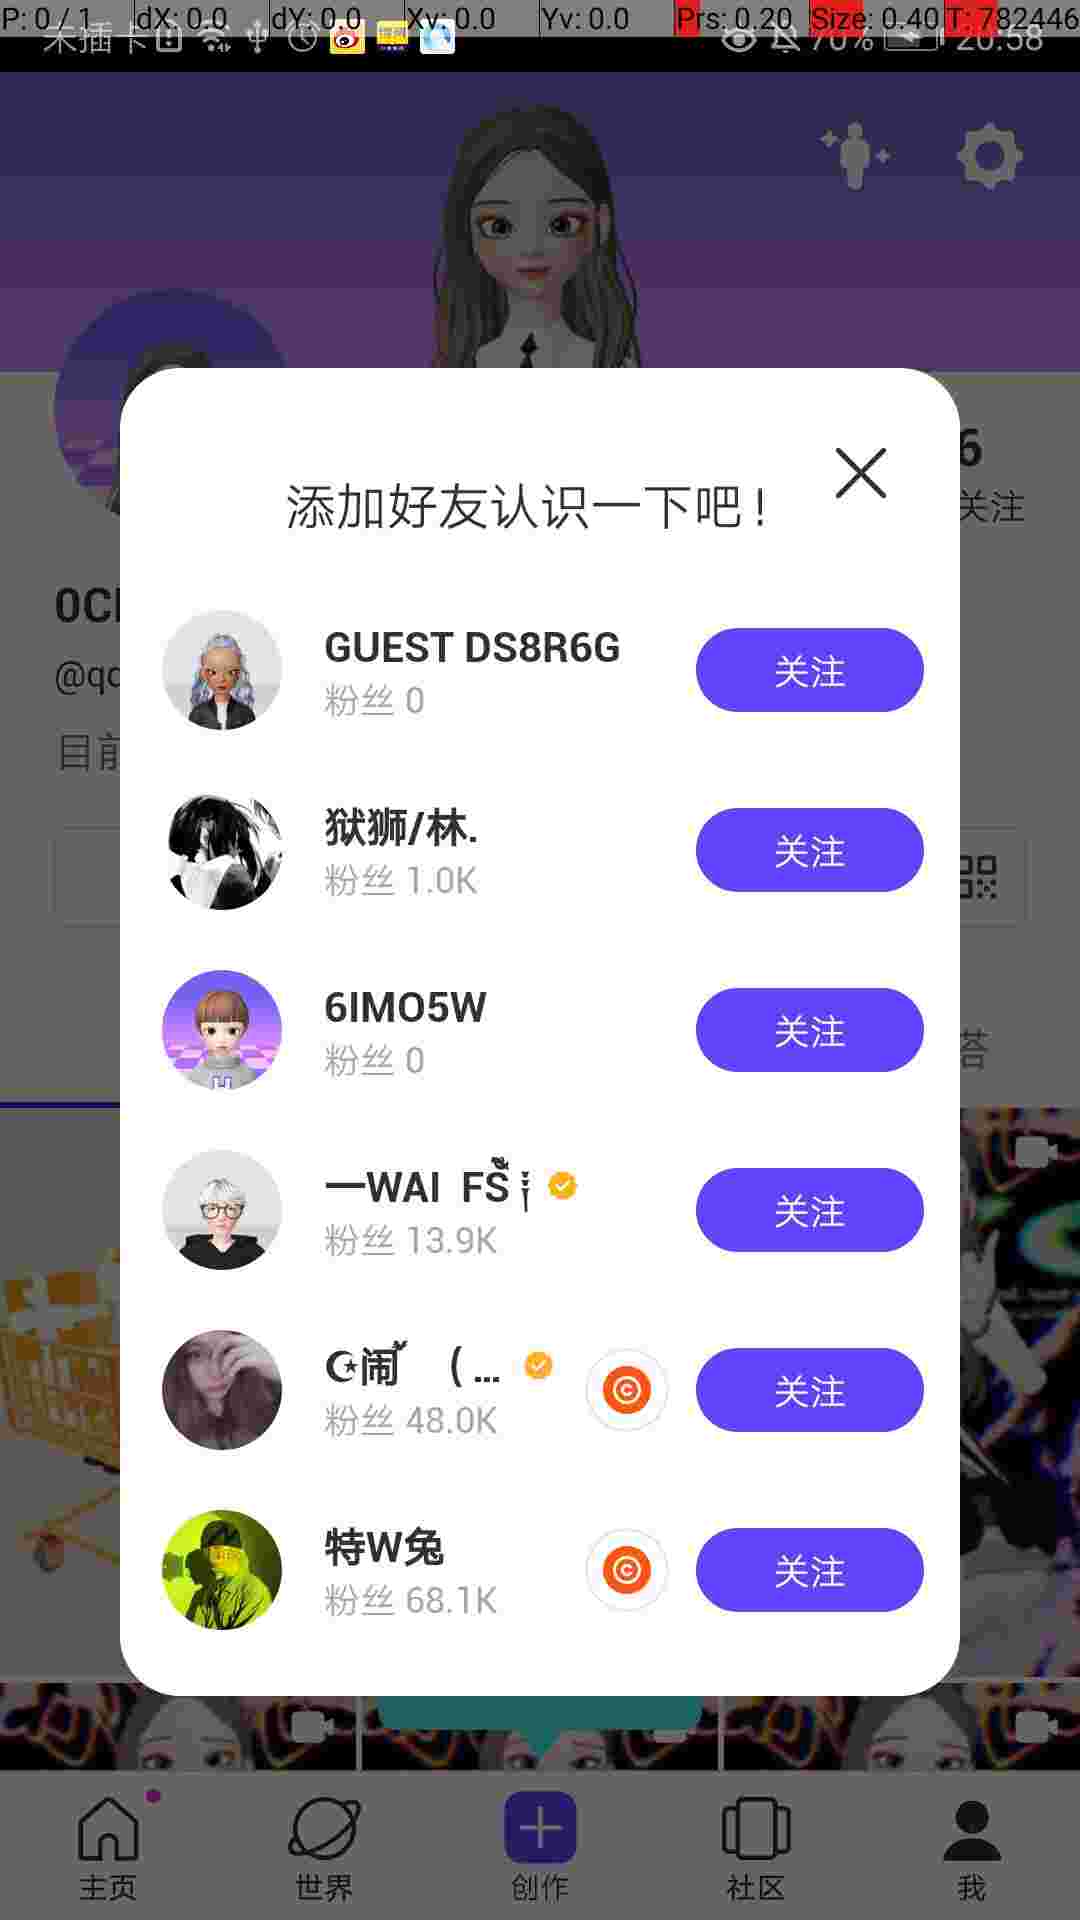 P: 0 / 1 dX: 0.0 dY: 0.0 Xv: 0.0 Yv: 0.0 Prs: 0.20 Size: 0.40 T: 782446
未插卡 70% 20:58
6
关注
添加好友认识一下吧！
GUEST DS8R6G
粉丝 0
关注
狱狮/林.
粉丝 1.0K
关注
6IMO5W
粉丝 0
关注
一WAI FS
粉丝 13.9K
关注
闹 ( ...
粉丝 48.0K
关注
特W兔
粉丝 68.1K
关注
@qc
目前
主页
世界
创作
社区
我